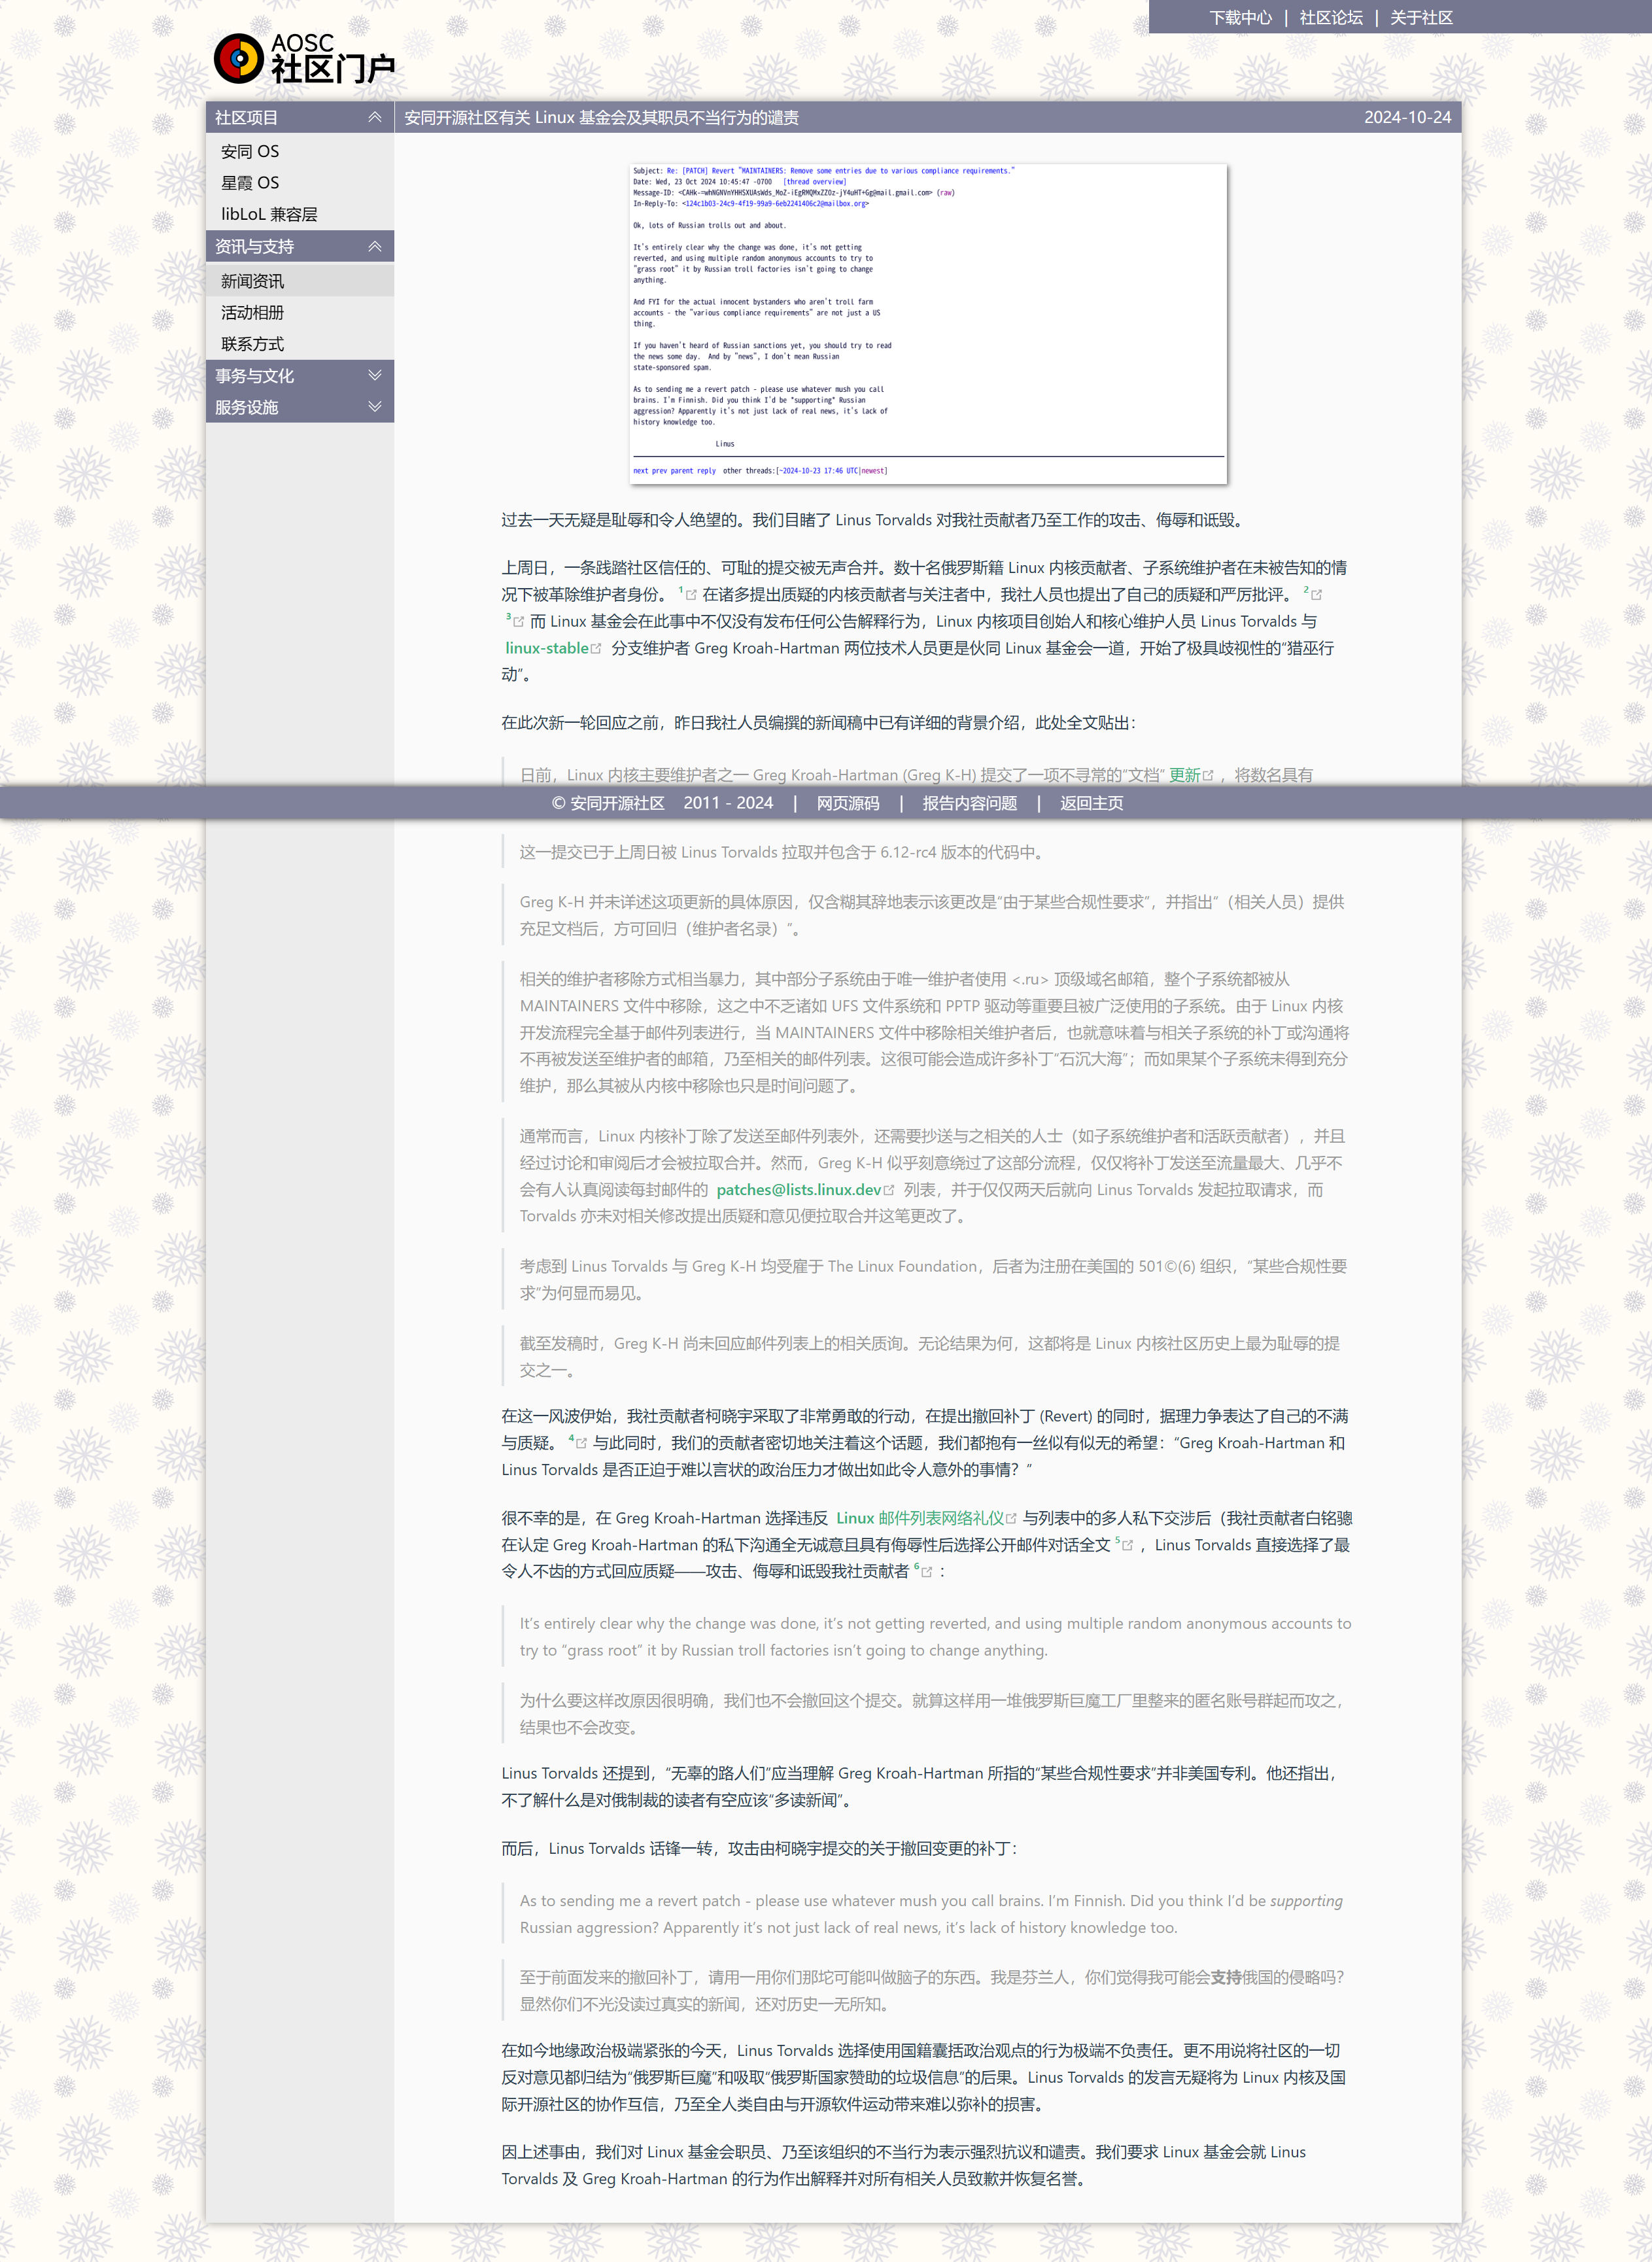 下载中心 | 社区论坛 | 关于社区
AOSC
社区门户
社区项目
安同 OS
星霞 OS
libLoL 兼容层
资讯与支持
新闻资讯
活动相册
联系方式
事务与文化
服务设施
安同开源社区有关 Linux 基金会及其职员不当行为的谴责 2024-10-24
Subject: Re: [PATCH] Revert "MAINTAINERS: Remove some entries due to various compliance requirements."
Date: Wed, 23 Oct 2024 10:45:47 -0700 [thread overview]
Message-ID: <CAHk-=whNGNVnYHHSXUAsWds_MoZ-iEgRMQMxZZ0z-jY4uHT+Gg@mail.gmail.com> (raw)
In-Reply-To: <124c1b03-24c9-4f19-99a9-6eb2241406c2@mailbox.org>
Ok, lots of Russian trolls out and about.
It's entirely clear why the change was done, it's not getting
reverted, and using multiple random anonymous accounts to try to
"grass root" it by Russian troll factories isn't going to change
anything.
And FYI for the actual innocent bystanders who aren't troll farm
accounts - the "various compliance requirements" are not just a US
thing.
If you haven't heard of Russian sanctions yet, you should try to read
the news some day. And by "news", I don't mean Russian
state-sponsored spam.
As to sending me a revert patch - please use whatever mush you call
brains. I'm Finnish. Did you think I'd be *supporting* Russian
aggression? Apparently it's not just lack of real news, it's lack of
history knowledge too.
Linus
next prev parent reply other threads:[~2024-10-23 17:46 UTC|newest]
过去一天无疑是耻辱和令人绝望的。我们目睹了 Linus Torvalds 对我社贡献者乃至工作的攻击、侮辱和诋毁。
上周日，一条践踏社区信任的、可耻的提交被无声合并。数十名俄罗斯籍 Linux 内核贡献者、子系统维护者在未被告知的情
况下被革除维护者身份。 1 在诸多提出质疑的内核贡献者与关注者中，我社人员也提出了自己的质疑和严厉批评。 2
3 而 Linux 基金会在此事中不仅没有发布任何公告解释行为，Linux 内核项目创始人和核心维护人员 Linus Torvalds 与
linux-stable 分支维护者 Greg Kroah-Hartman 两位技术人员更是伙同 Linux 基金会一道，开始了极具歧视性的“猎巫行
动”。
在此次新一轮回应之前，昨日我社人员编撰的新闻稿中已有详细的背景介绍，此处全文贴出：
日前，Linux 内核主要维护者之一 Greg Kroah-Hartman (Greg K-H) 提交了一项不寻常的“文档” 更新 ，将数名具有
© 安同开源社区 2011 - 2024 | 网页源码 | 报告内容问题 | 返回主页
这一提交已于上周日被 Linus Torvalds 拉取并包含于 6.12-rc4 版本的代码中。
Greg K-H 并未详述这项更新的具体原因，仅含糊其辞地表示该更改是“由于某些合规性要求”，并指出“（相关人员）提供
充足文档后，方可回归（维护者名录）”。
相关的维护者移除方式相当暴力，其中部分子系统由于唯一维护者使用 <.ru> 顶级域名邮箱，整个子系统都被从
MAINTAINERS 文件中移除，这之中不乏诸如 UFS 文件系统和 PPTP 驱动等重要且被广泛使用的子系统。由于 Linux 内核
开发流程完全基于邮件列表进行，当 MAINTAINERS 文件中移除相关维护者后，也就意味着与相关子系统的补丁或沟通将
不再被发送至维护者的邮箱，乃至相关的邮件列表。这很可能会造成许多补丁“石沉大海”；而如果某个子系统未得到充分
维护，那么其被从内核中移除也只是时间问题了。
通常而言，Linux 内核补丁除了发送至邮件列表外，还需要抄送与之相关的人士（如子系统维护者和活跃贡献者），并且
经过讨论和审阅后才会被拉取合并。然而，Greg K-H 似乎刻意绕过了这部分流程，仅仅将补丁发送至流量最大、几乎不
会有人认真阅读每封邮件的 patches@lists.linux.dev 列表，并于仅仅两天后就向 Linus Torvalds 发起拉取请求，而
Torvalds 亦未对相关修改提出质疑和意见便拉取合并这笔更改了。
考虑到 Linus Torvalds 与 Greg K-H 均受雇于 The Linux Foundation，后者为注册在美国的 501©(6) 组织，“某些合规性要
求”为何显而易见。
截至发稿时，Greg K-H 尚未回应邮件列表上的相关质询。无论结果为何，这都将是 Linux 内核社区历史上最为耻辱的提
交之一。
在这一风波伊始，我社贡献者柯晓宇采取了非常勇敢的行动，在提出撤回补丁 (Revert) 的同时，据理力争表达了自己的不满
与质疑。 4 与此同时，我们的贡献者密切地关注着这个话题，我们都抱有一丝似有似无的希望：“Greg Kroah-Hartman 和
Linus Torvalds 是否正迫于难以言状的政治压力才做出如此令人意外的事情？”
很不幸的是，在 Greg Kroah-Hartman 选择违反 Linux 邮件列表网络礼仪 与列表中的多人私下交涉后（我社贡献者白铭骢
在认定 Greg Kroah-Hartman 的私下沟通全无诚意且具有侮辱性后选择公开邮件对话全文 5 ，Linus Torvalds 直接选择了最
令人不齿的方式回应质疑——攻击、侮辱和诋毁我社贡献者 6 ：
It’s entirely clear why the change was done, it’s not getting reverted, and using multiple random anonymous accounts to
try to “grass root” it by Russian troll factories isn’t going to change anything.
为什么要这样改原因很明确，我们也不会撤回这个提交。就算这样用一堆俄罗斯巨魔工厂里整来的匿名账号群起而攻之，
结果也不会改变。
Linus Torvalds 还提到，“无辜的路人们”应当理解 Greg Kroah-Hartman 所指的“某些合规性要求”并非美国专利。他还指出，
不了解什么是对俄制裁的读者有空应该“多读新闻”。
而后，Linus Torvalds 话锋一转，攻击由柯晓宇提交的关于撤回变更的补丁：
As to sending me a revert patch - please use whatever mush you call brains. I’m Finnish. Did you think I’d be supporting
Russian aggression? Apparently it’s not just lack of real news, it’s lack of history knowledge too.
至于前面发来的撤回补丁，请用一用你们那坨可能叫做脑子的东西。我是芬兰人，你们觉得我可能会支持俄国的侵略吗？
显然你们不光没读过真实的新闻，还对历史一无所知。
在如今地缘政治极端紧张的今天，Linus Torvalds 选择使用国籍囊括政治观点的行为极端不负责任。更不用说将社区的一切
反对意见都归结为“俄罗斯巨魔”和吸取“俄罗斯国家赞助的垃圾信息”的后果。Linus Torvalds 的发言无疑将为 Linux 内核及国
际开源社区的协作互信，乃至全人类自由与开源软件运动带来难以弥补的损害。
因上述事由，我们对 Linux 基金会职员、乃至该组织的不当行为表示强烈抗议和谴责。我们要求 Linux 基金会就 Linus
Torvalds 及 Greg Kroah-Hartman 的行为作出解释并对所有相关人员致歉并恢复名誉。